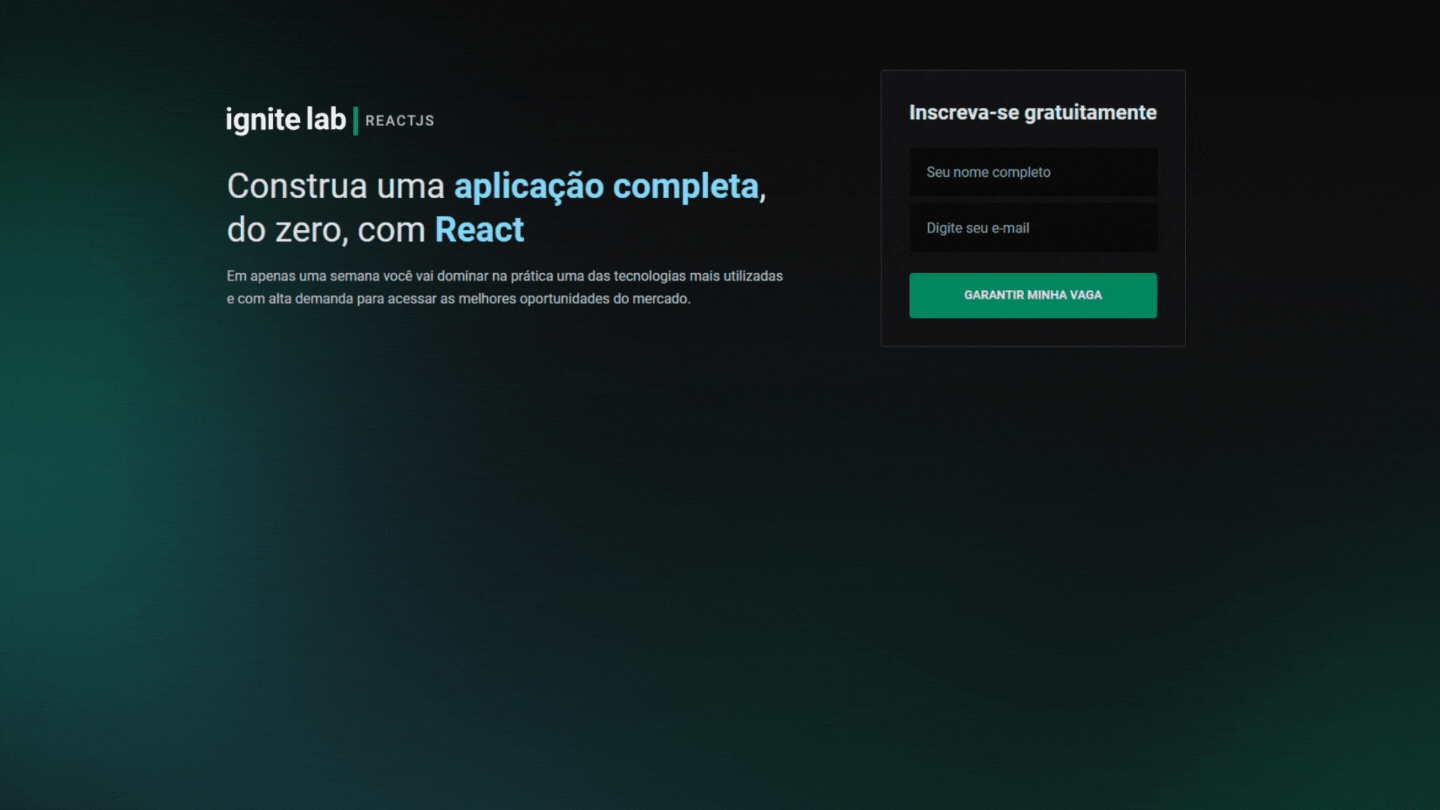 ignite lab | REACTJS
Construa uma aplicação completa,
do zero, com React
Em apenas uma semana você vai dominar na prática uma das tecnologias mais utilizadas
e com alta demanda para acessar as melhores oportunidades do mercado.
Inscreva-se gratuitamente
Seu nome completo
Digite seu e-mail
GARANTIR MINHA VAGA